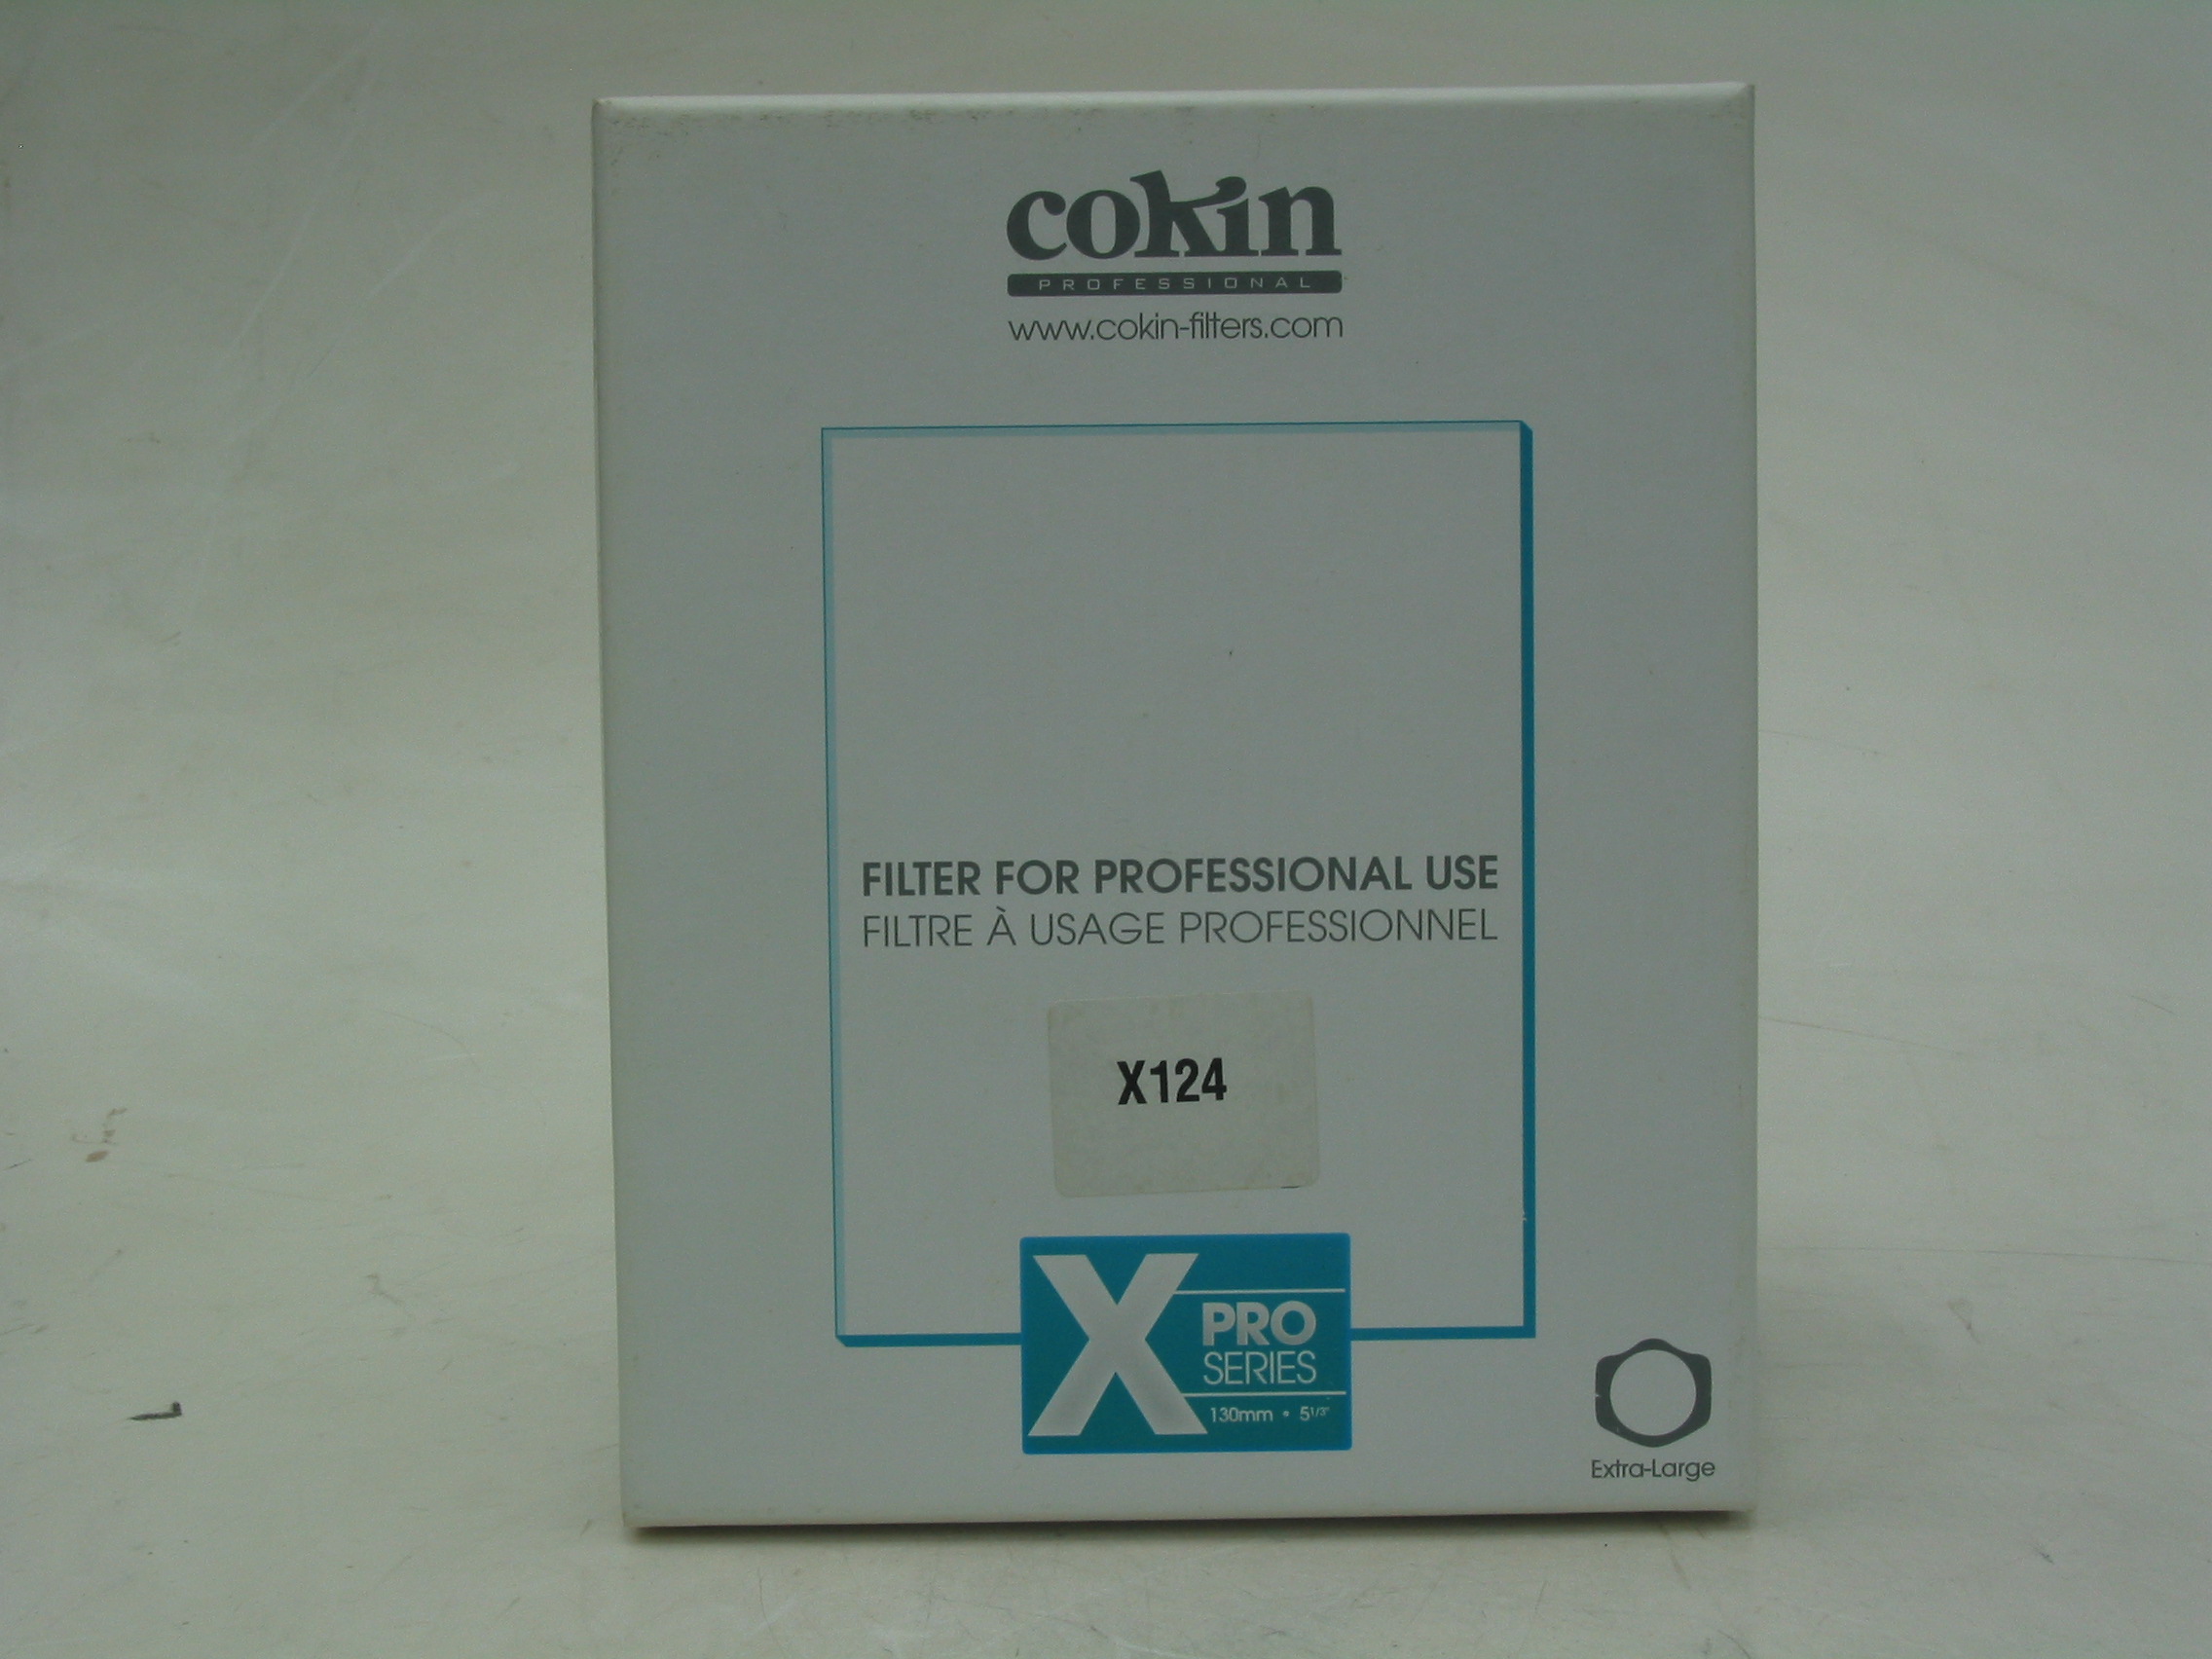 cokin
PROFESSIONAL
www.cokin-filters.com
FILTER FOR PROFESSIONAL USE
FILTRE À USAGE PROFESSIONNEL
X124
X PRO
SERIES
130mm • 5 1/3"
Extra-Large